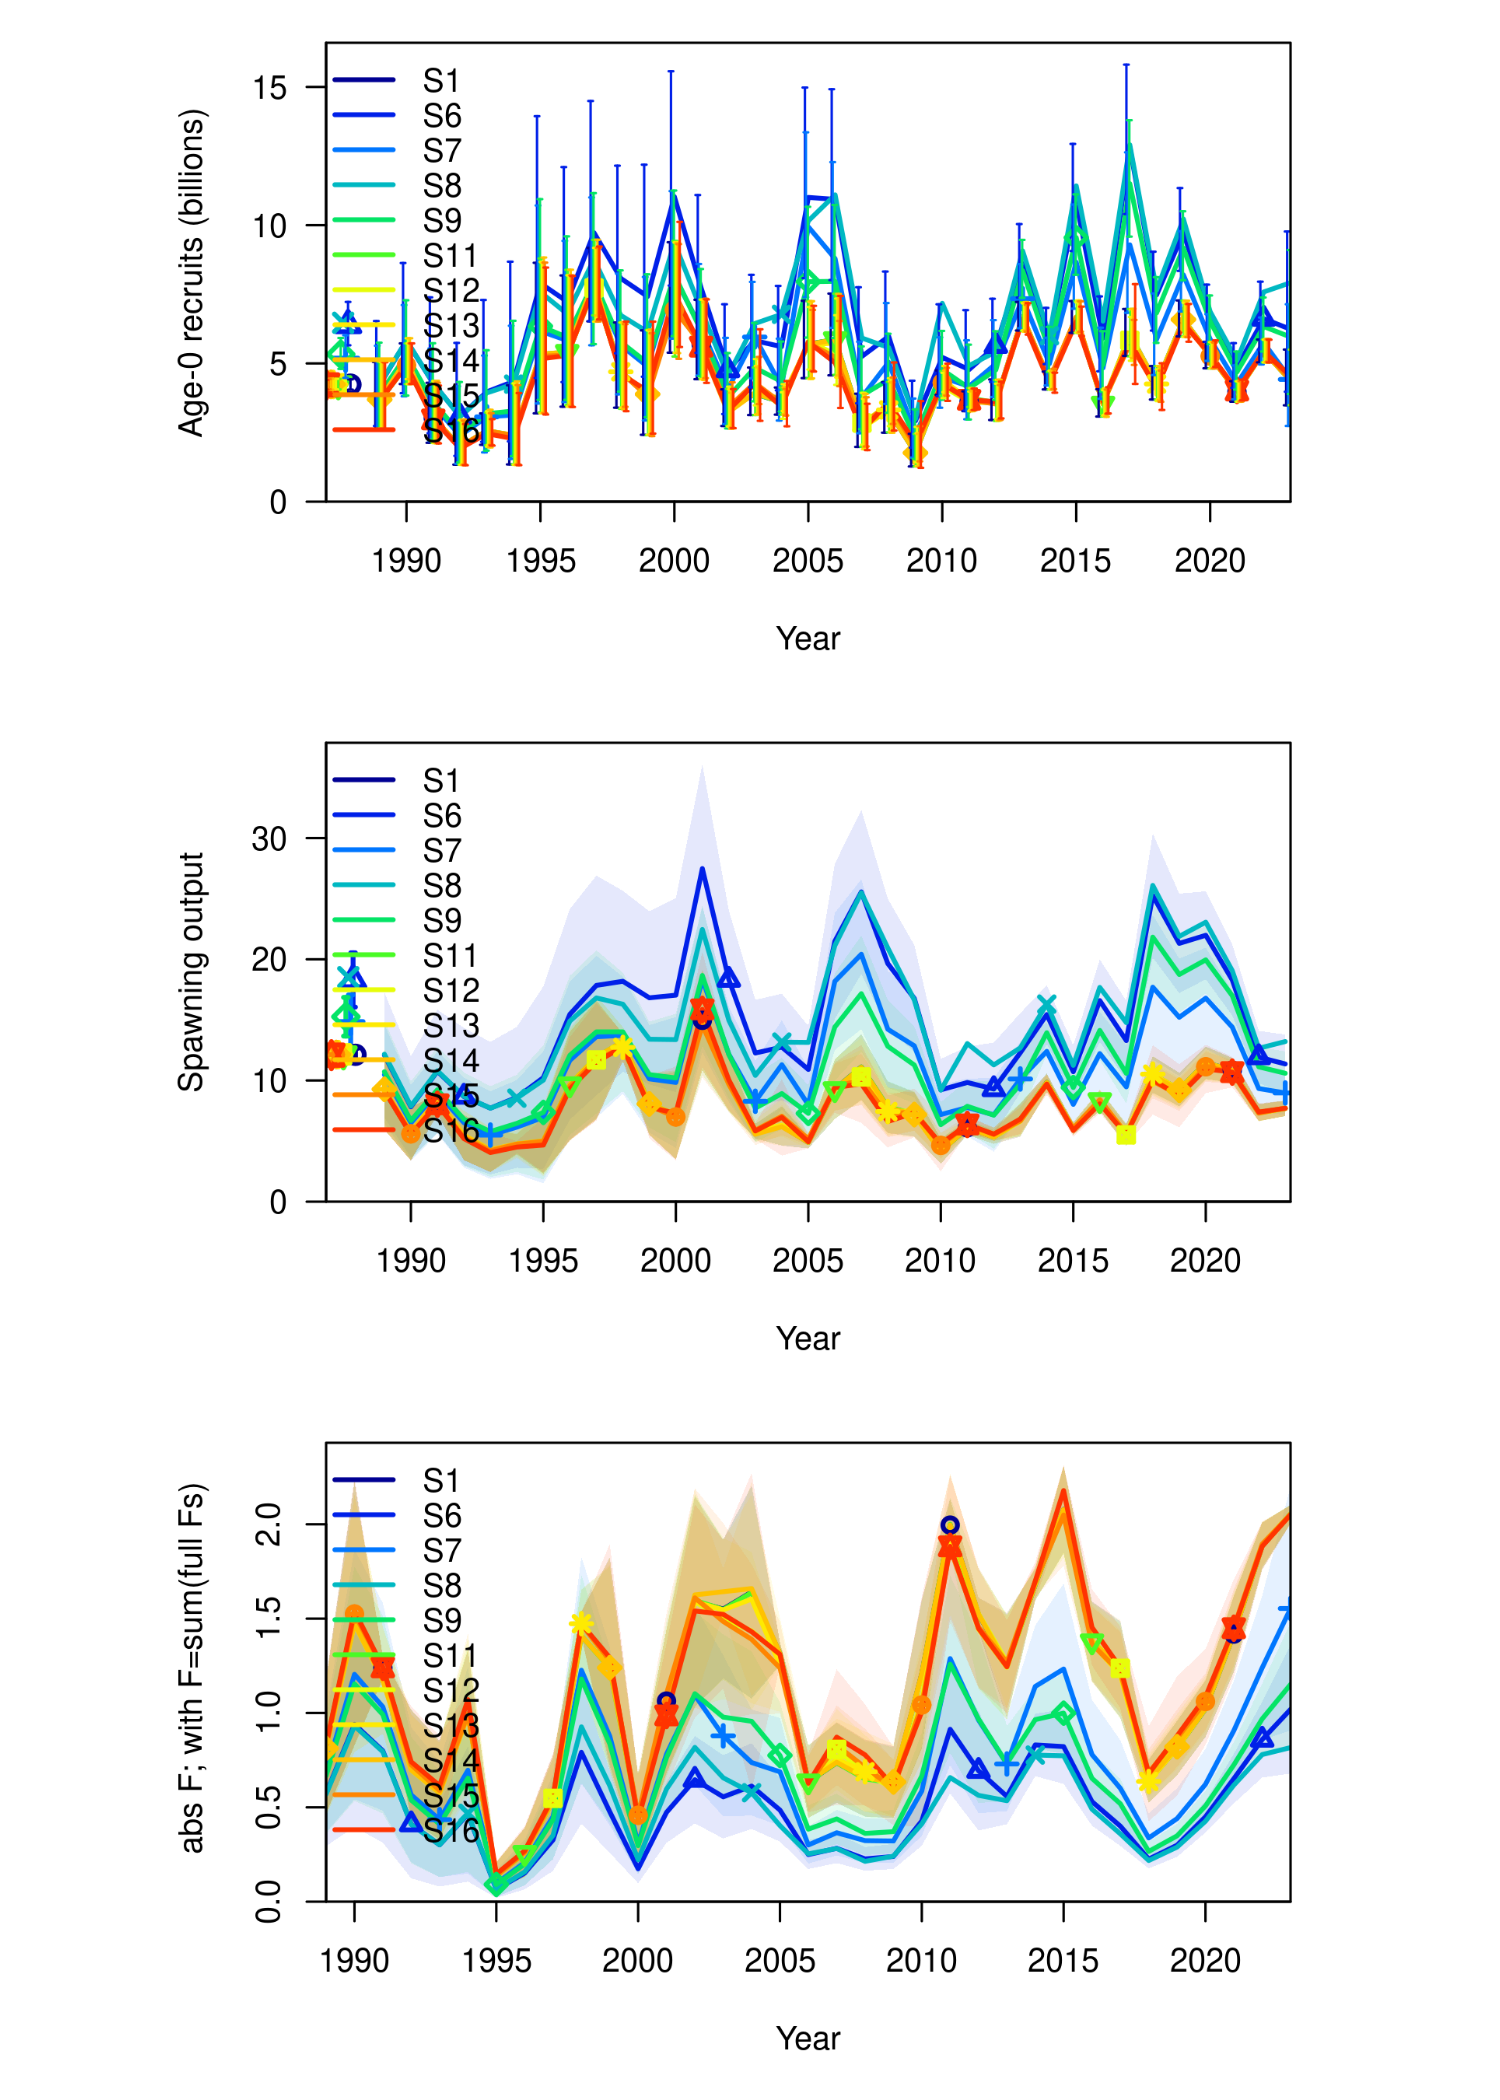 Age-0 recruits (billions)
15
10
5
0
S1
S6
S7
S8
S9
S11
S12
S13
S14
S15
S16
1990 1995 2000 2005 2010 2015 2020
Year
Spawning output
30
20
10
0
S1
S6
S7
S8
S9
S11
S12
S13
S14
S15
S16
1990 1995 2000 2005 2010 2015 2020
Year
abs F; with F=sum(full Fs)
2.0
1.5
1.0
0.5
0.0
S1
S6
S7
S8
S9
S11
S12
S13
S14
S15
S16
1990 1995 2000 2005 2010 2015 2020
Year